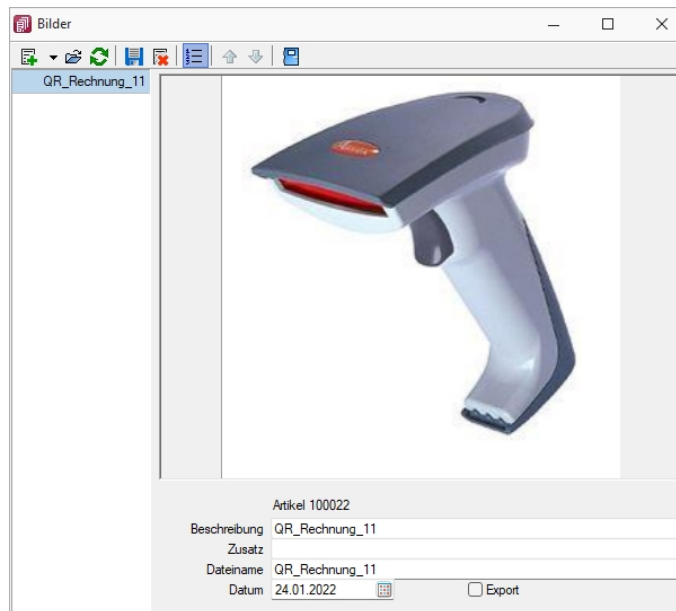 Bilder
QR_Rechnung_11
Artikel 100022
Beschreibung QR_Rechnung_11
Zusatz
Dateiname QR_Rechnung_11
Datum 24.01.2022 Export